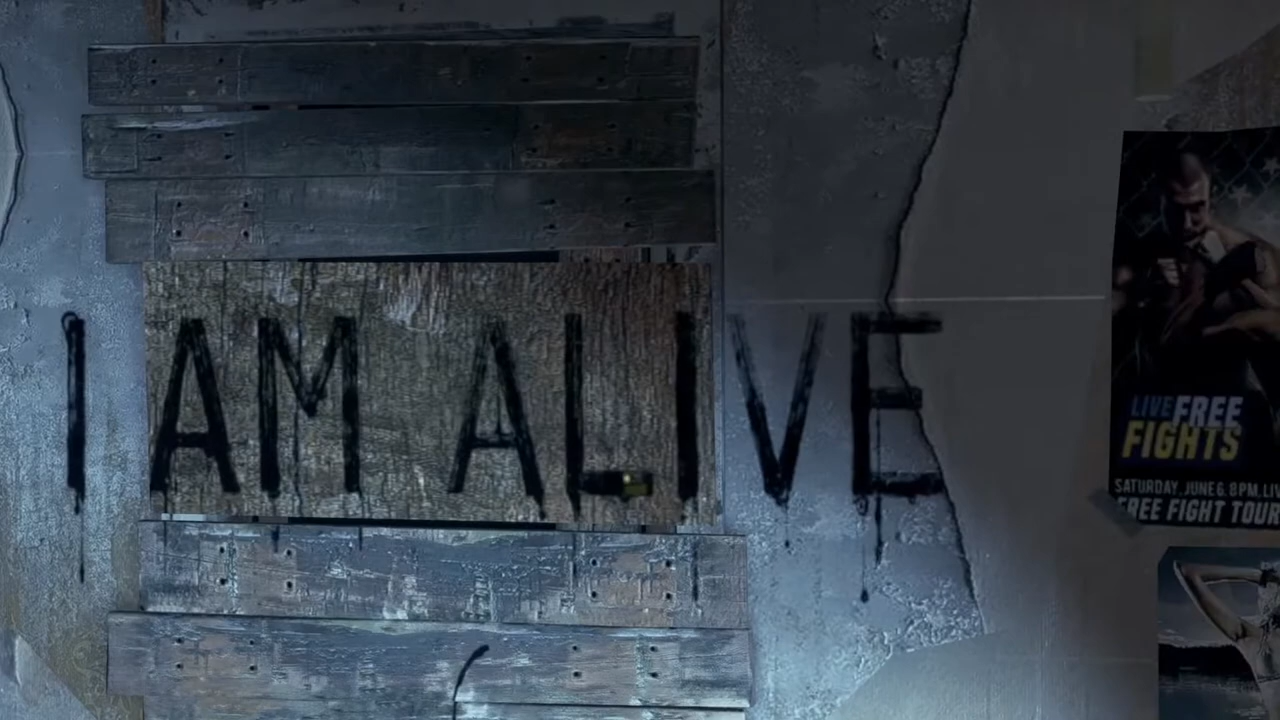 I AM ALIVE
LIVE FREE
FIGHTS
SATURDAY, JUNE 6, 8PM, LIV
FREE FIGHT TOUR